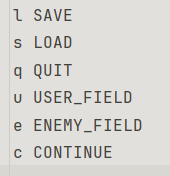 l SAVE
s LOAD
q QUIT
u USER_FIELD
e ENEMY_FIELD
c CONTINUE